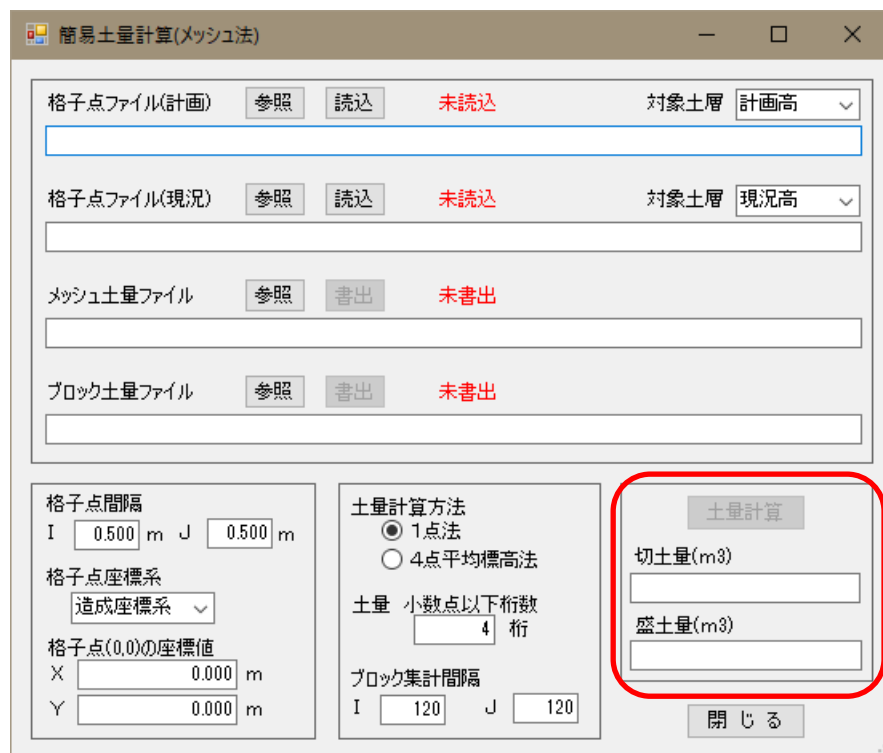 簡易土量計算(メッシュ法)
格子点ファイル(計画) 参照 読込 未読込 対象土層 計画高
格子点ファイル(現況) 参照 読込 未読込 対象土層 現況高
メッシュ土量ファイル 参照 書出 未書出
ブロック土量ファイル 参照 書出 未書出
格子点間隔
I 0.500 m J 0.500 m
格子点座標系
造成座標系
格子点(0,0)の座標値
X 0.000 m
Y 0.000 m
土量計算方法
1点法
4点平均標高法
土量 小数点以下桁数
4 桁
ブロック集計間隔
I 120 J 120
土量計算
切土量(m3)
盛土量(m3)
閉じる